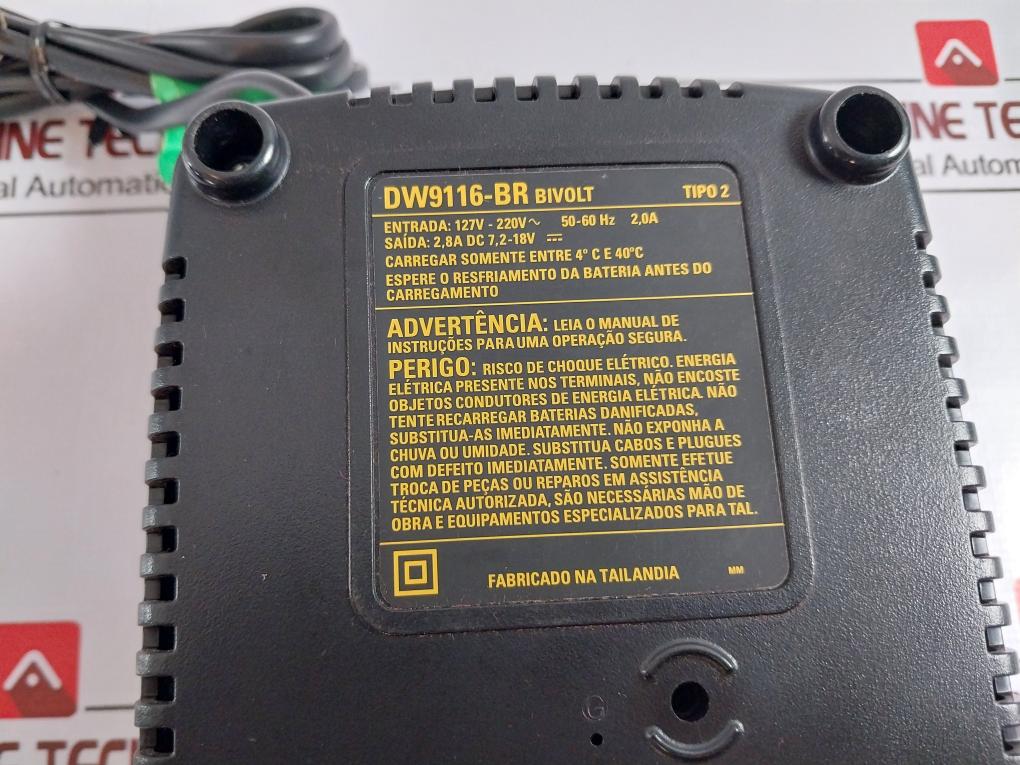 DW9116-BR BIVOLT TIPO 2
ENTRADA: 127V - 220V~ 50-60 Hz 2,0A
SAÍDA: 2,8A DC 7,2-18V ⎓
CARREGAR SOMENTE ENTRE 4º C E 40ºC
ESPERE O RESFRIAMENTO DA BATERIA ANTES DO
CARREGAMENTO
ADVERTÊNCIA: LEIA O MANUAL DE
INSTRUÇÕES PARA UMA OPERAÇÃO SEGURA.
PERIGO: RISCO DE CHOQUE ELÉTRICO. ENERGIA
ELÉTRICA PRESENTE NOS TERMINAIS, NÃO ENCOSTE
OBJETOS CONDUTORES DE ENERGIA ELÉTRICA. NÃO
TENTE RECARREGAR BATERIAS DANIFICADAS,
SUBSTITUA-AS IMEDIATAMENTE. NÃO EXPONHA A
CHUVA OU UMIDADE. SUBSTITUA CABOS E PLUGUES
COM DEFEITO IMEDIATAMENTE. SOMENTE EFETUE
TROCA DE PEÇAS OU REPAROS EM ASSISTÊNCIA
TÉCNICA AUTORIZADA, SÃO NECESSÁRIAS MÃO DE
OBRA E EQUIPAMENTOS ESPECIALIZADOS PARA TAL.
FABRICADO NA TAILANDIA MM
G